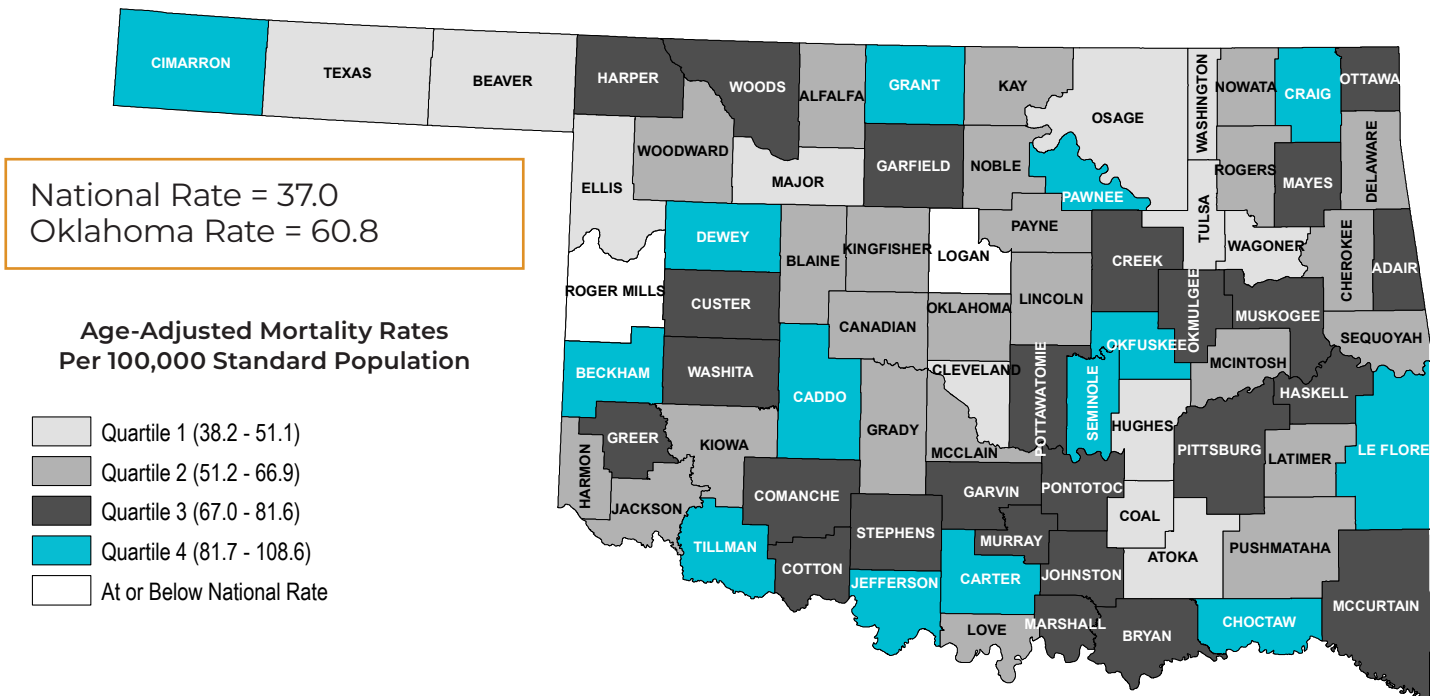 CIMARRON
TEXAS
BEAVER
HARPER
WOODS
ALFALFA
GRANT
KAY
OSAGE
WASHINGTON
NOWATA
CRAIG
OTTAWA
WOODWARD
ELLIS
MAJOR
GARFIELD
NOBLE
PAWNEE
TULSA
ROGERS
MAYES
DELAWARE
National Rate = 37.0
Oklahoma Rate = 60.8
DEWEY
BLAINE
KINGFISHER
LOGAN
PAYNE
CREEK
WAGONER
CHEROKEE
ADAIR
ROGER MILLS
CUSTER
CANADIAN
OKLAHOMA
LINCOLN
OKMULGEE
MUSKOGEE
SEQUOYAH
Age-Adjusted Mortality Rates
Per 100,000 Standard Population
BECKHAM
WASHITA
CADDO
CLEVELAND
POTTAWATOMIE
SEMINOLE
OKFUSKEE
MCINTOSH
HASKELL
Quartile 1 (38.2 - 51.1)
Quartile 2 (51.2 - 66.9)
Quartile 3 (67.0 - 81.6)
Quartile 4 (81.7 - 108.6)
At or Below National Rate
HARMON
GREER
KIOWA
GRADY
MCCLAIN
HUGHES
PITTSBURG
LATIMER
LE FLORE
JACKSON
COMANCHE
GARVIN
PONTOTOC
COAL
TILLMAN
COTTON
STEPHENS
MURRAY
JOHNSTON
ATOKA
PUSHMATAHA
JEFFERSON
CARTER
LOVE
MARSHALL
BRYAN
CHOCTAW
MCCURTAIN